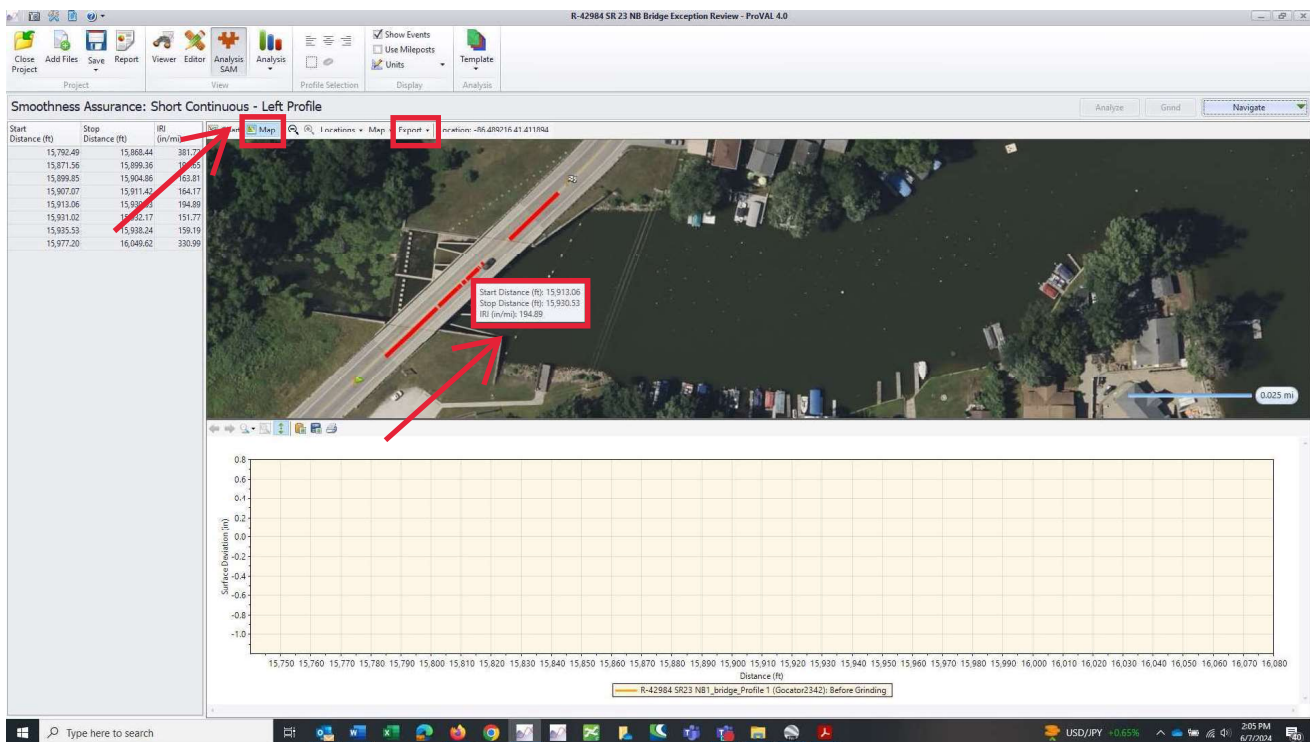 R-42984 SR 23 NB Bridge Exception Review - ProVAL 4.0
Close Project
Add Files
Save
Report
Viewer
Editor
Analysis SAM
Analysis
Show Events
Use Mileposts
Units
Template
Project
View
Profile Selection
Display
Analysis
Smoothness Assurance: Short Continuous - Left Profile
Analyze
Grind
Navigate
Start Distance (ft) Stop Distance (ft) IRI (in/mi)
Map Locations Map Export Location: -86.489216,41.411894
15,792.49 15,868.44
15,871.56 15,899.36
15,899.85 15,904.86 163.81
15,907.07 15,911.42 164.17
15,913.06 194.89
15,931.02 151.77
15,935.53 15,938.24 159.19
15,977.20 16,049.62 330.99
Start Distance (ft): 15,913.06
Stop Distance (ft): 15,930.53
IRI (in/mi): 194.89
0.025 mi
Surface Deviation (in)
0.8
0.6
0.4
0.2
0.0
-0.2
-0.4
-0.6
-0.8
-1.0
15,750 15,760 15,770 15,780 15,790 15,800 15,810 15,820 15,830 15,840 15,850 15,860 15,870 15,880 15,890 15,900 15,910 15,920 15,930 15,940 15,950 15,960 15,970 15,980 15,990 16,000 16,010 16,020 16,030 16,040 16,050 16,060 16,070 16,080
Distance (ft)
R-42984 SR23 NB1_bridge_Profile 1 (Gocator2342): Before Grinding
Type here to search
USD/JPY +0.65%
2:05 PM
6/7/2024